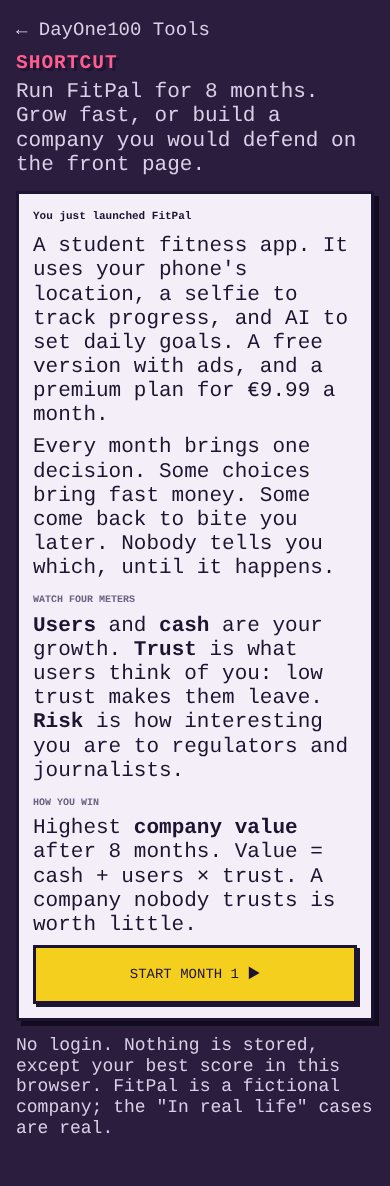 ← DayOne100 Tools
SHORTCUT
Run FitPal for 8 months.
Grow fast, or build a
company you would defend on
the front page.
You just launched FitPal
A student fitness app. It
uses your phone's
location, a selfie to
track progress, and AI to
set daily goals. A free
version with ads, and a
premium plan for €9.99 a
month.
Every month brings one
decision. Some choices
bring fast money. Some
come back to bite you
later. Nobody tells you
which, until it happens.
WATCH FOUR METERS
Users and cash are your
growth. Trust is what
users think of you: low
trust makes them leave.
Risk is how interesting
you are to regulators and
journalists.
HOW YOU WIN
Highest company value
after 8 months. Value =
cash + users × trust. A
company nobody trusts is
worth little.
START MONTH 1 ▶
No login. Nothing is stored,
except your best score in this
browser. FitPal is a fictional
company; the "In real life" cases
are real.